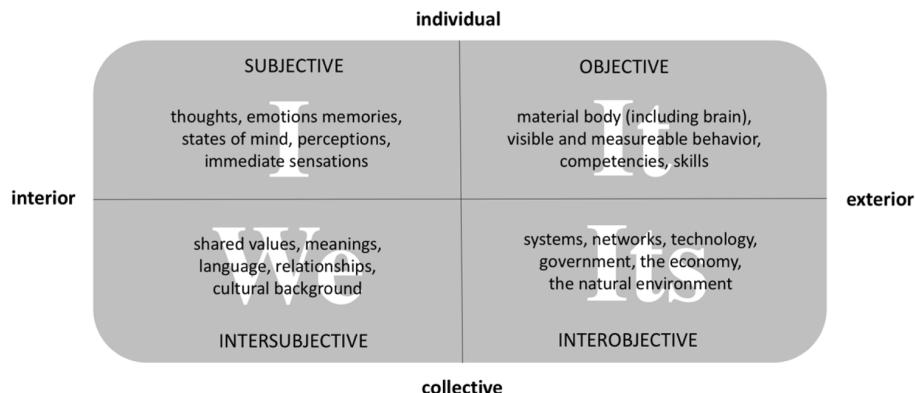 individual
SUBJECTIVE
I
thoughts, emotions memories,
states of mind, perceptions,
immediate sensations
OBJECTIVE
It
material body (including brain),
visible and measureable behavior,
competencies, skills
interior
exterior
We
shared values, meanings,
language, relationships,
cultural background
INTERSUBJECTIVE
Its
systems, networks, technology,
government, the economy,
the natural environment
INTEROBJECTIVE
collective